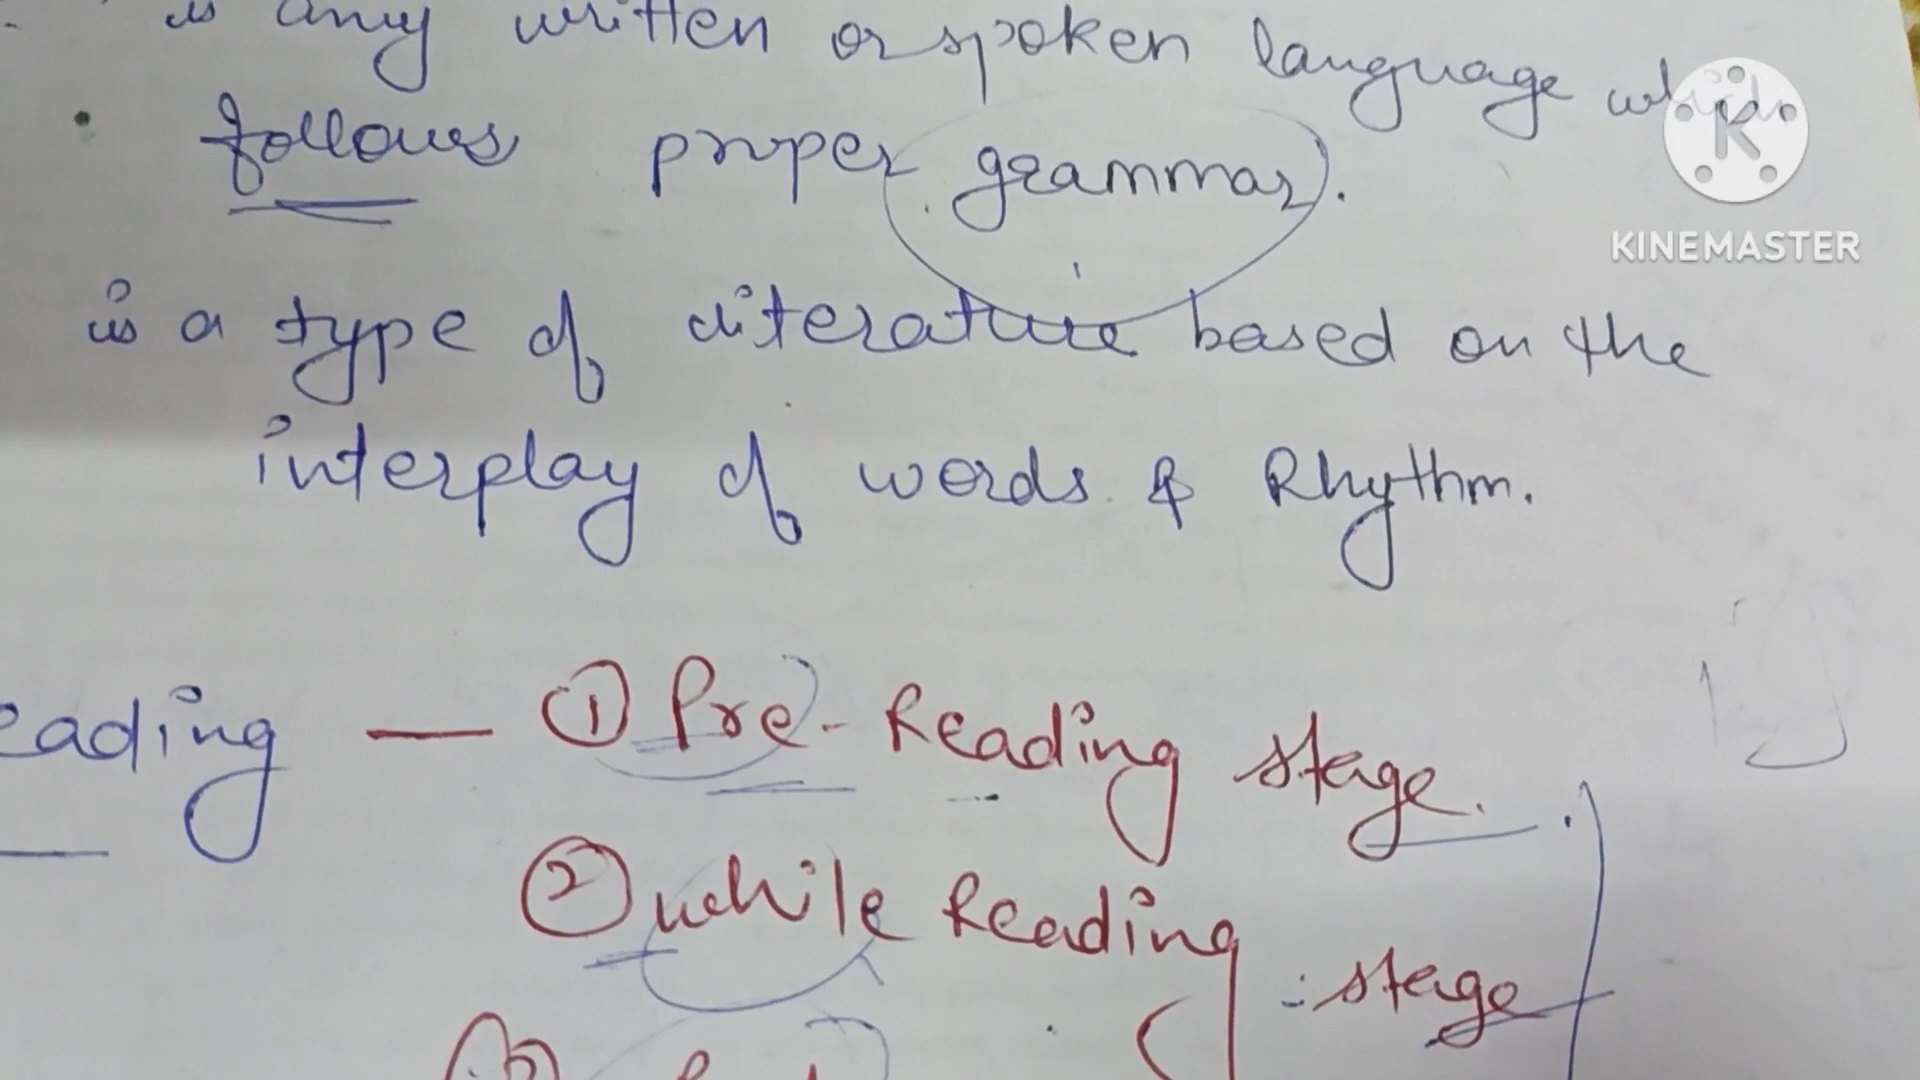 is any written or spoken language which
follows proper grammar.
is a type of literature based on the
interplay of words & Rhythm.
eading — ① Pre-Reading stage.
② while Reading stage
KINEMASTER